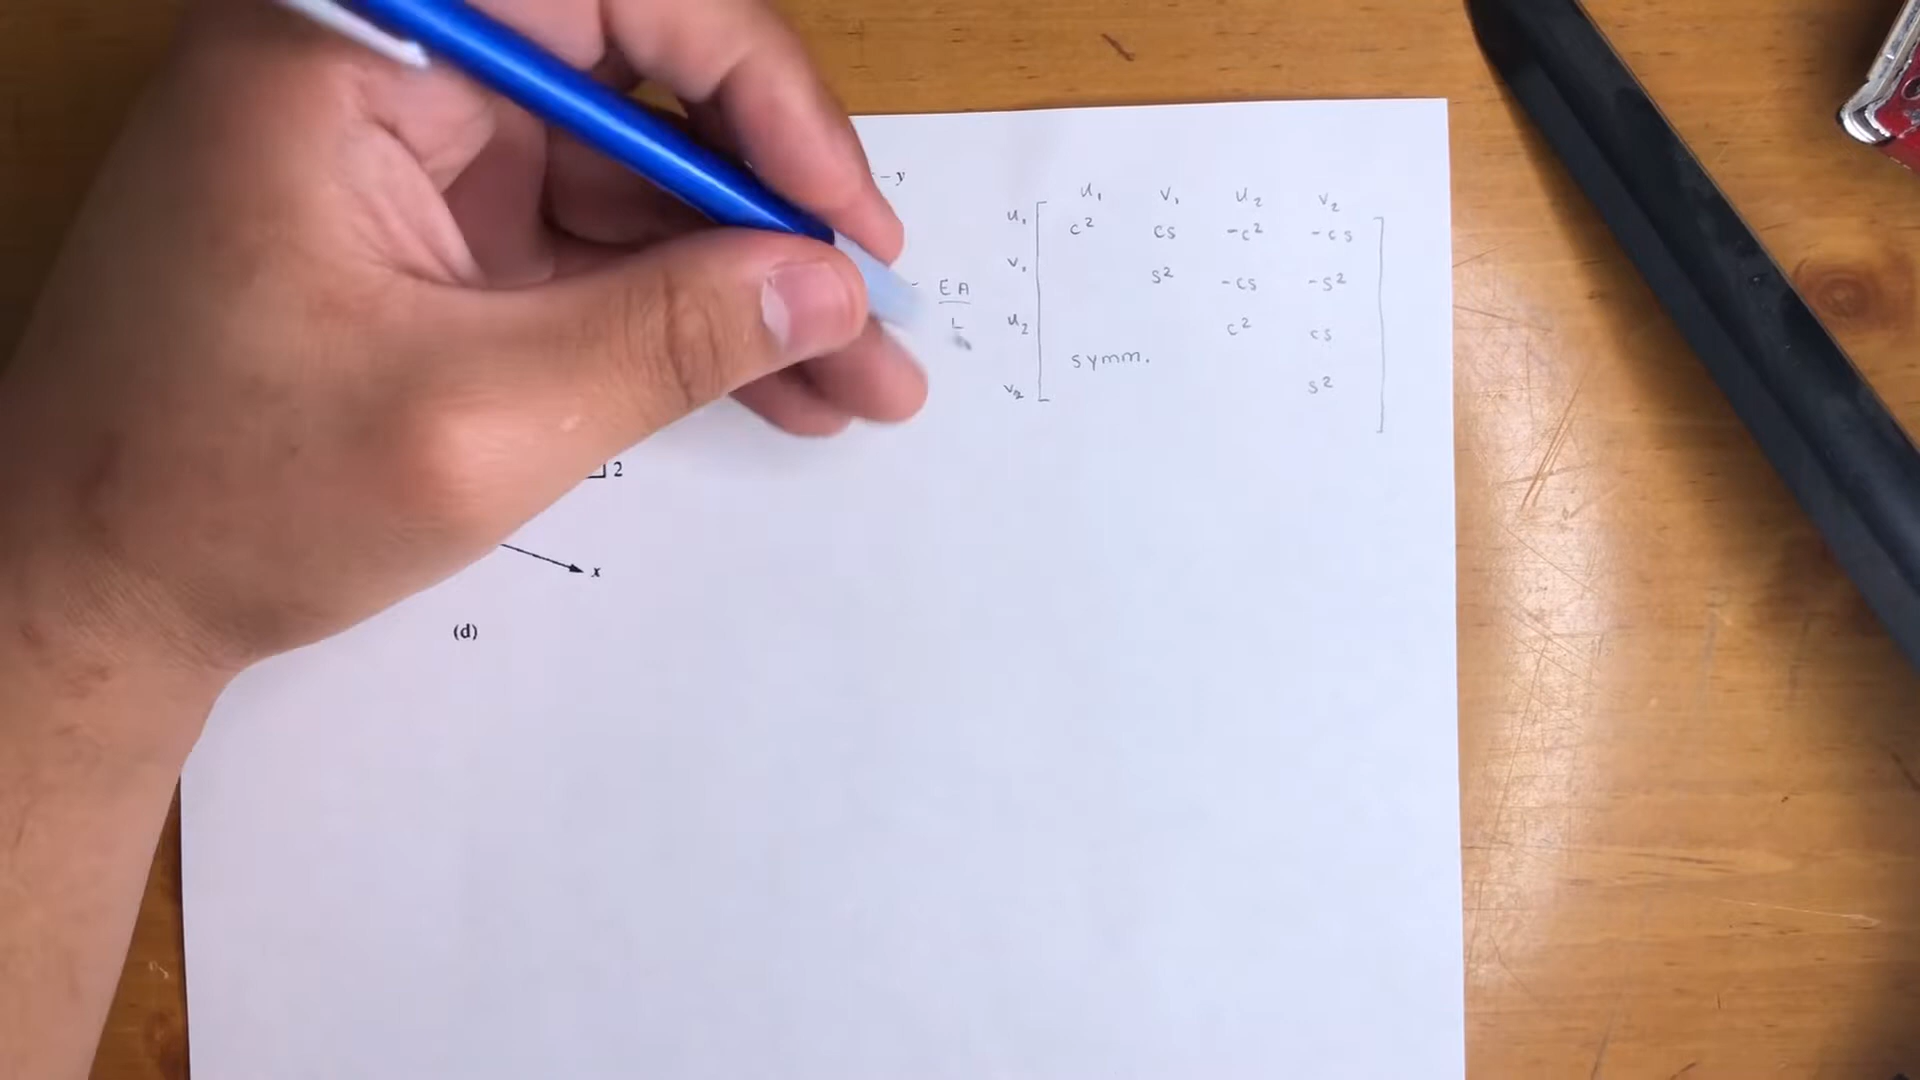 - y
u₁ v₁ u₂ v₂
u₁ c² cs -c² -cs
v₁ s² -cs -s²
EA
L
u₂ c² cs
symm.
v₂ s²
2
x
(d)